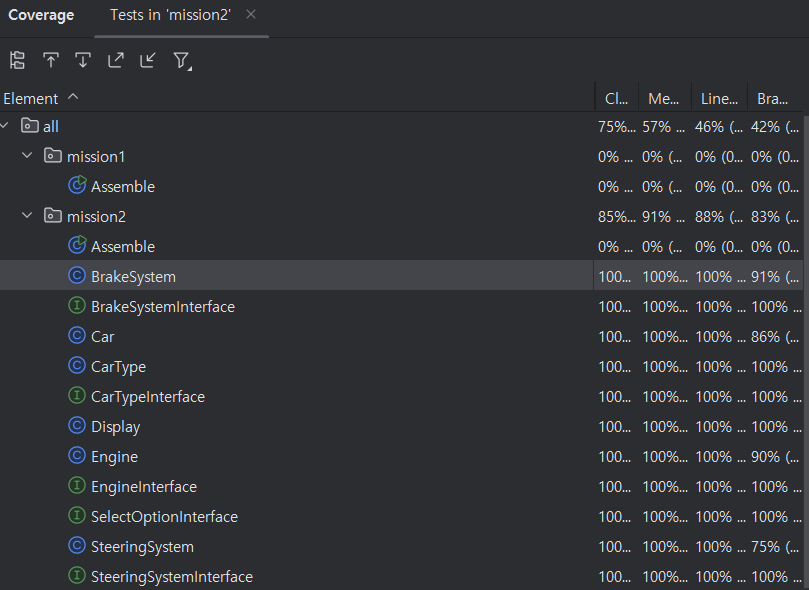 Coverage Tests in 'mission2'
Element Cl... Me... Line... Bra...
all 75%... 57% ... 46% (... 42% (...
mission1 0% ... 0% (... 0% (0... 0% (0...
Assemble 0% ... 0% (... 0% (0... 0% (0...
mission2 85%... 91% ... 88% (... 83% (...
Assemble 0% ... 0% (... 0% (0... 0% (0...
BrakeSystem 100... 100%... 100% ... 91% (...
BrakeSystemInterface 100... 100%... 100% ... 100% ...
Car 100... 100%... 100% ... 86% (...
CarType 100... 100%... 100% ... 100% ...
CarTypeInterface 100... 100%... 100% ... 100% ...
Display 100... 100%... 100% ... 100% ...
Engine 100... 100%... 100% ... 90% (...
EngineInterface 100... 100%... 100% ... 100% ...
SelectOptionInterface 100... 100%... 100% ... 100% ...
SteeringSystem 100... 100%... 100% ... 75% (...
SteeringSystemInterface 100... 100%... 100% ... 100% ...